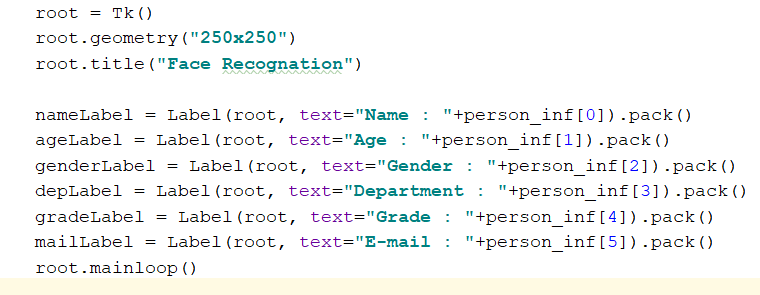 root = Tk()
root.geometry("250x250")
root.title("Face Recognation")
nameLabel = Label(root, text="Name : "+person_inf[0]).pack()
ageLabel = Label(root, text="Age : "+person_inf[1]).pack()
genderLabel = Label(root, text="Gender : "+person_inf[2]).pack()
depLabel = Label(root, text="Department : "+person_inf[3]).pack()
gradeLabel = Label(root, text="Grade : "+person_inf[4]).pack()
mailLabel = Label(root, text="E-mail : "+person_inf[5]).pack()
root.mainloop()